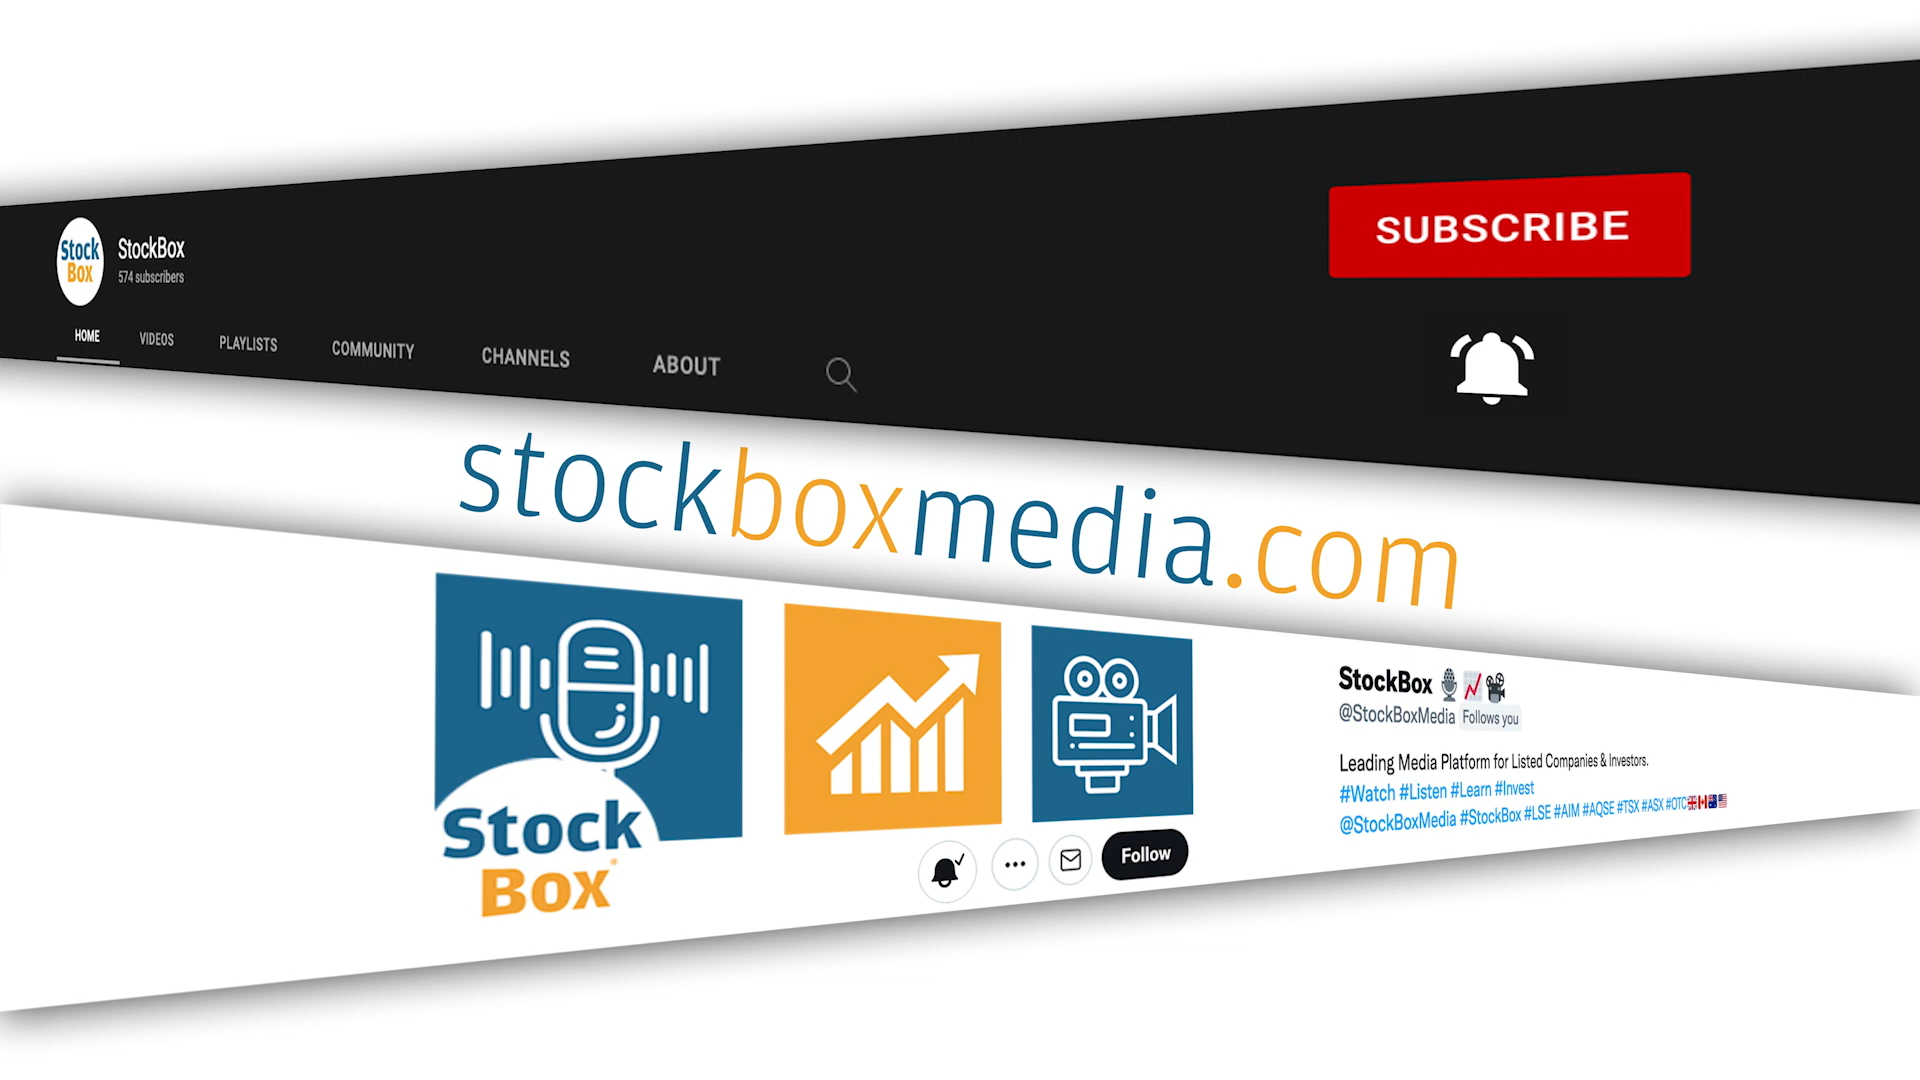 Stock
Box
StockBox
574 subscribers
SUBSCRIBE
HOME VIDEOS PLAYLISTS COMMUNITY CHANNELS ABOUT
stockboxmedia.com
Stock
Box
Follow
StockBox
@StockBoxMedia Follows you
Leading Media Platform for Listed Companies & Investors.
#Watch #Listen #Learn #Invest
@StockBoxMedia #StockBox #LSE #AIM #AQSE #TSX #ASX #OTC